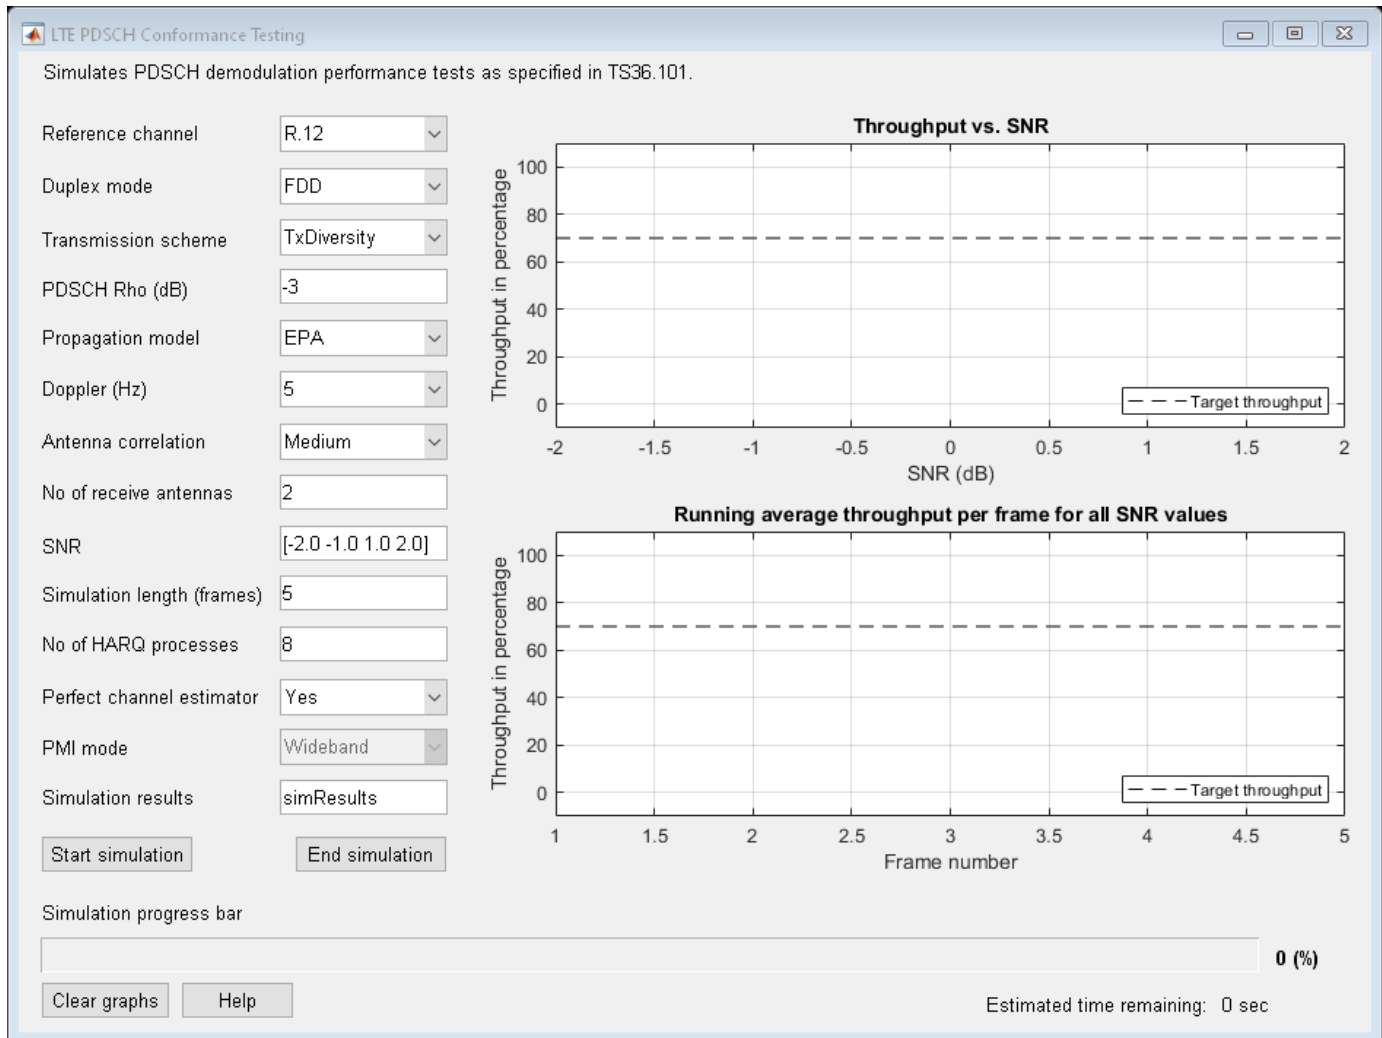 LTE PDSCH Conformance Testing
Simulates PDSCH demodulation performance tests as specified in TS36.101.
Reference channel R.12
Duplex mode FDD
Transmission scheme TxDiversity
PDSCH Rho (dB) -3
Propagation model EPA
Doppler (Hz) 5
Antenna correlation Medium
No of receive antennas 2
SNR [-2.0 -1.0 1.0 2.0]
Simulation length (frames) 5
No of HARQ processes 8
Perfect channel estimator Yes
PMI mode Wideband
Simulation results simResults
Start simulation End simulation
Throughput vs. SNR
Throughput in percentage
100
80
60
40
20
0
Target throughput
-2 -1.5 -1 -0.5 0 0.5 1 1.5 2
SNR (dB)
Running average throughput per frame for all SNR values
Throughput in percentage
100
80
60
40
20
0
Target throughput
1 1.5 2 2.5 3 3.5 4 4.5 5
Frame number
Simulation progress bar
0 (%)
Clear graphs Help
Estimated time remaining: 0 sec